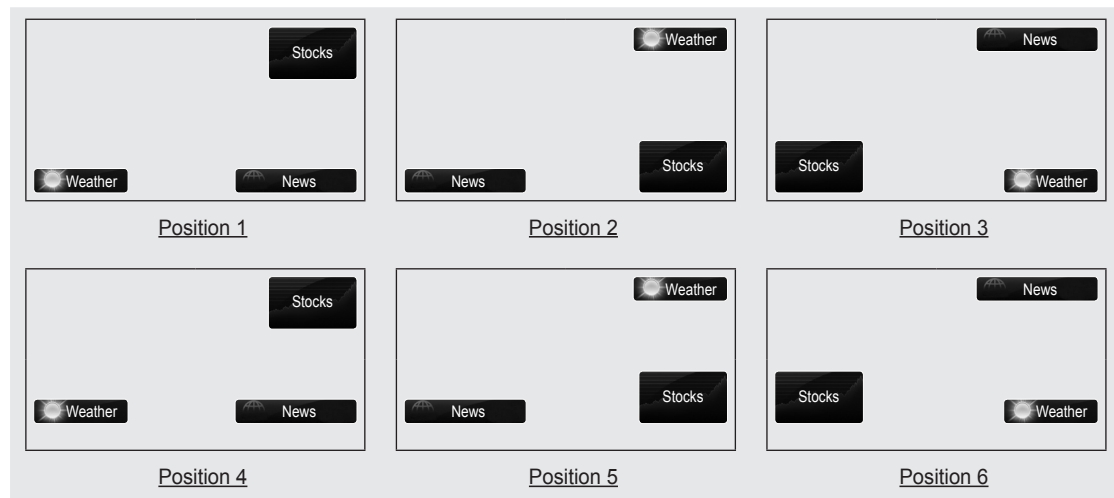 Stocks
Weather
News
Position 1
Weather
Stocks
News
Position 2
News
Stocks
Weather
Position 3
Stocks
Weather
News
Position 4
Weather
Stocks
News
Position 5
News
Stocks
Weather
Position 6